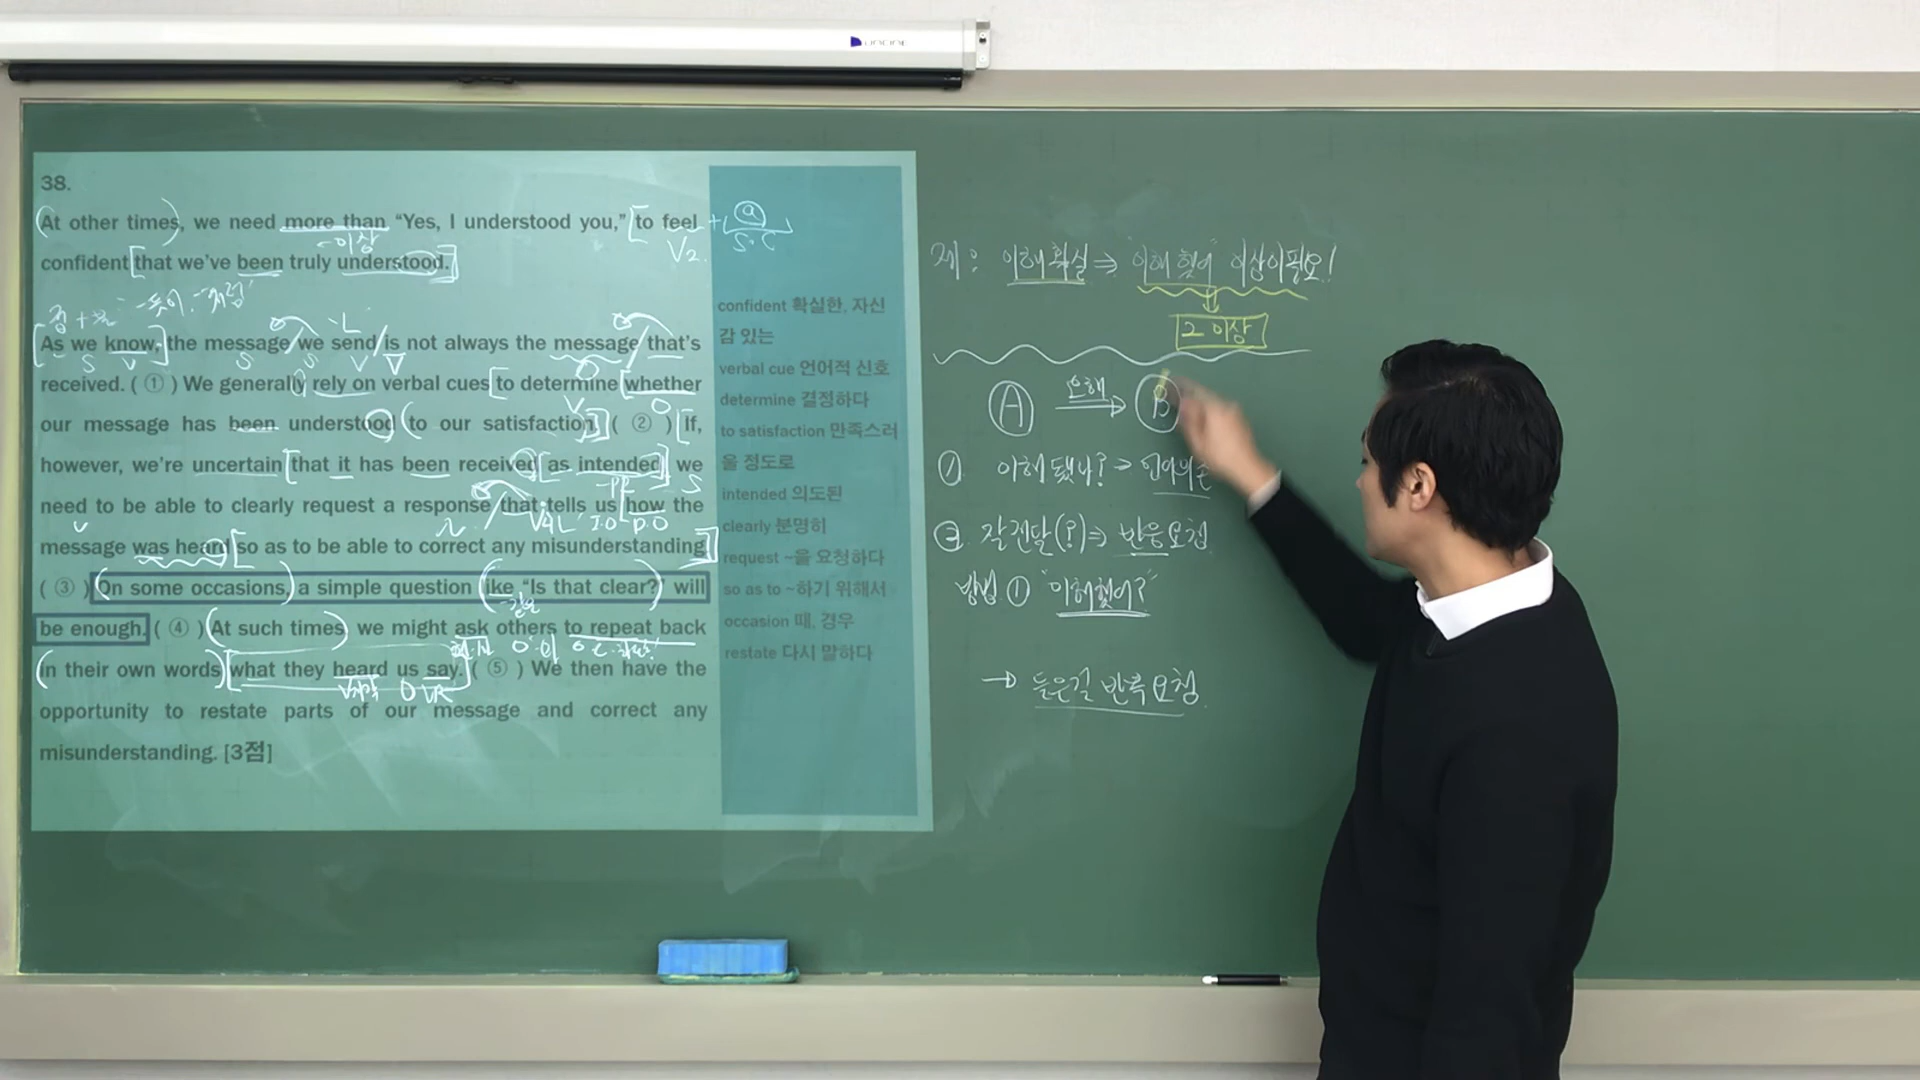 38.
At other times, we need more than “Yes, I understood you,” to feel
confident that we’ve been truly understood.
As we know, the message we send is not always the message that’s
received. ( ① ) We generally rely on verbal cues to determine whether
our message has been understood to our satisfaction. ( ② ) If,
however, we’re uncertain that it has been received as intended, we
need to be able to clearly request a response that tells us how the
message was heard so as to be able to correct any misunderstanding.
( ③ ) On some occasions, a simple question like “Is that clear?” will
be enough. ( ④ ) At such times, we might ask others to repeat back
in their own words what they heard us say. ( ⑤ ) We then have the
opportunity to restate parts of our message and correct any
misunderstanding. [3점]
confident 확실한, 자신
감 있는
verbal cue 언어적 신호
determine 결정하다
to satisfaction 만족스러
울 정도로
intended 의도된
clearly 분명히
request ~을 요청하다
so as to ~하기 위해서
occasion 때, 경우
restate 다시 말하다
+ ⓐ
S.C
V2.
~이상
S V S S V V
제: 이해 확실 ⇒ "이해했어" 이상이 필요!
그 이상
A 오해 B
① 이해 됐나? → 언어의존
② 잘 전달(?) ⇒ 반응요청
방법 ① "이해했어?"
→ 들은걸 반복 요청.